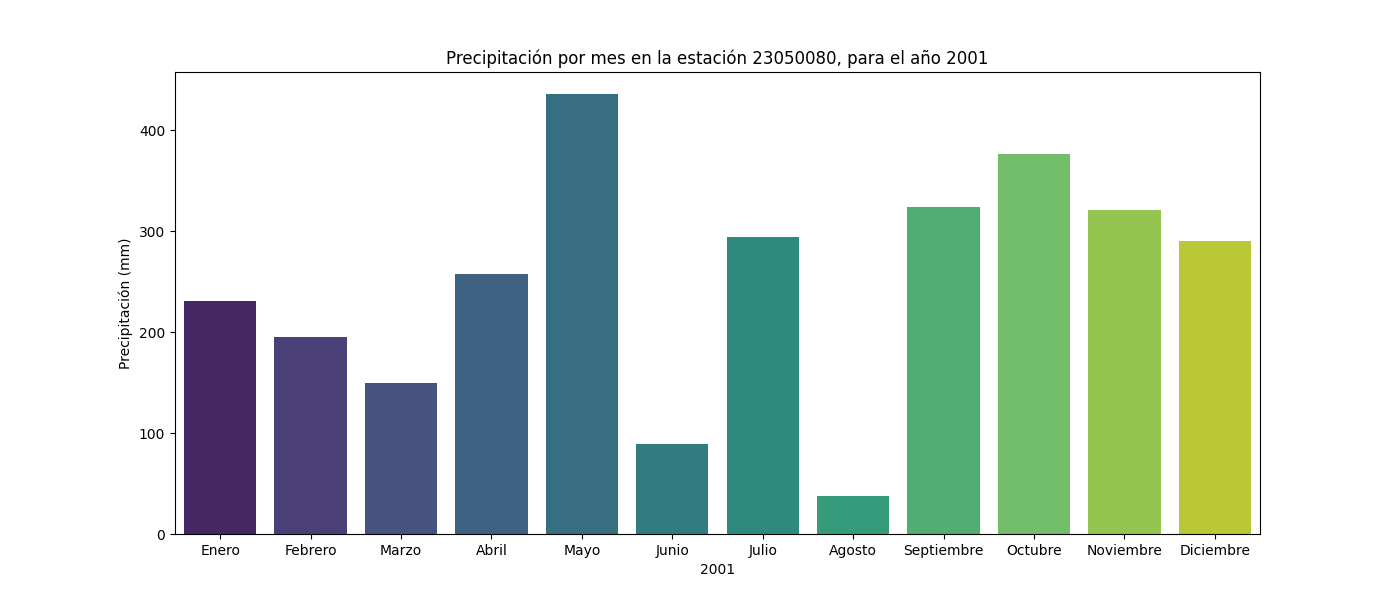 Precipitación por mes en la estación 23050080, para el año 2001
Precipitación (mm)
400
300
200
100
0
Enero Febrero Marzo Abril Mayo Junio Julio Agosto Septiembre Octubre Noviembre Diciembre
2001